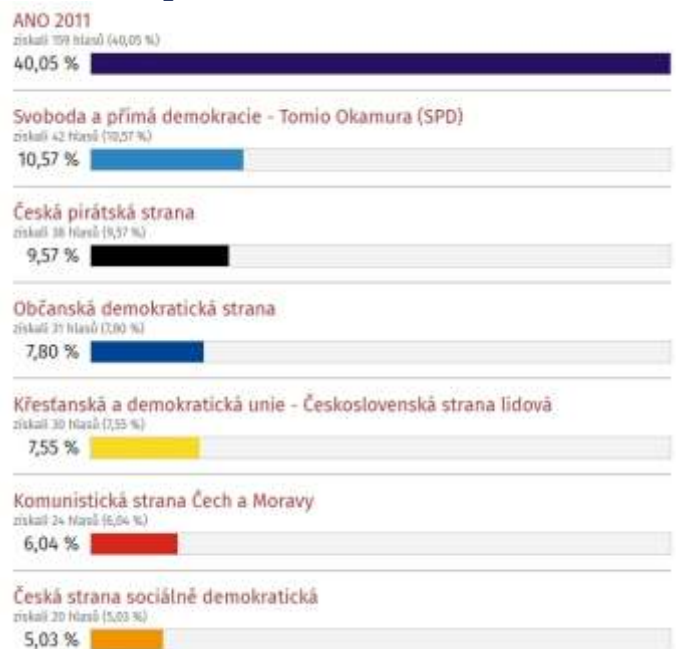 ANO 2011
získali 159 hlasů (40,05 %)
40,05 %
Svoboda a přímá demokracie - Tomio Okamura (SPD)
získali 42 hlasů (10,57 %)
10,57 %
Česká pirátská strana
získali 38 hlasů (9,57 %)
9,57 %
Občanská demokratická strana
získali 31 hlasů (7,80 %)
7,80 %
Křesťanská a demokratická unie - Československá strana lidová
získali 30 hlasů (7,55 %)
7,55 %
Komunistická strana Čech a Moravy
získali 24 hlasů (6,04 %)
6,04 %
Česká strana sociálně demokratická
získali 20 hlasů (5,03 %)
5,03 %